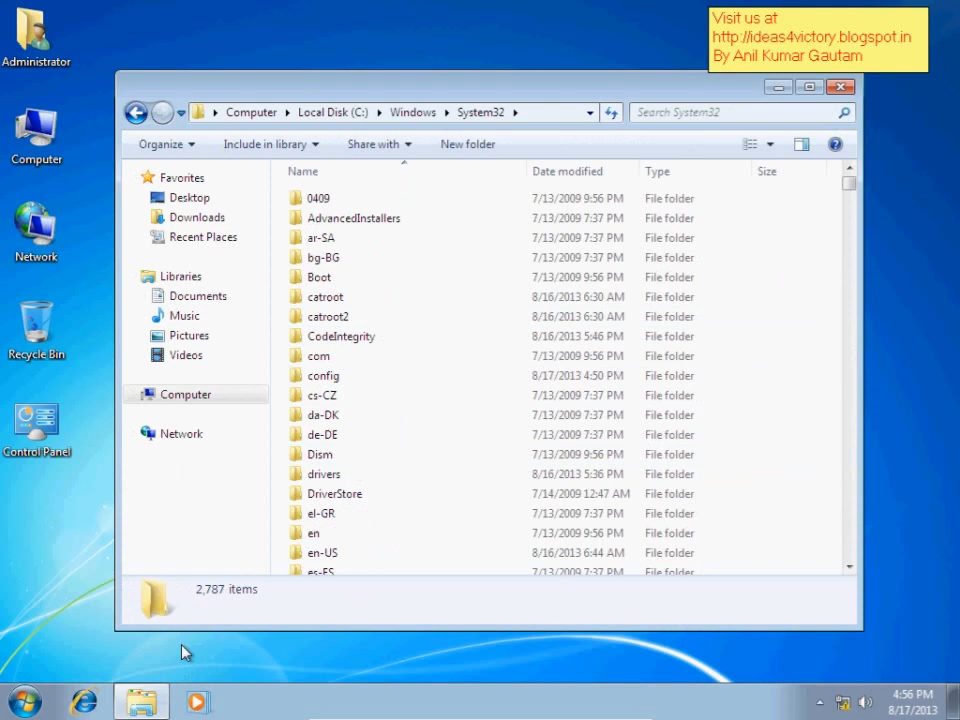 Visit us at
http://ideas4victory.blogspot.in
By Anil Kumar Gautam
Administrator
Computer
Network
Recycle Bin
Control Panel
Computer Local Disk (C:) Windows System32
Search System32
Organize Include in library Share with New folder
Favorites
Desktop
Downloads
Recent Places
Libraries
Documents
Music
Pictures
Videos
Computer
Network
Name Date modified Type Size
0409 7/13/2009 9:56 PM File folder
AdvancedInstallers 7/13/2009 7:37 PM File folder
ar-SA 7/13/2009 7:37 PM File folder
bg-BG 7/13/2009 7:37 PM File folder
Boot 7/13/2009 9:56 PM File folder
catroot 8/16/2013 6:30 AM File folder
catroot2 8/16/2013 6:30 AM File folder
CodeIntegrity 8/16/2013 5:46 PM File folder
com 7/13/2009 9:56 PM File folder
config 8/17/2013 4:50 PM File folder
cs-CZ 7/13/2009 7:37 PM File folder
da-DK 7/13/2009 7:37 PM File folder
de-DE 7/13/2009 7:37 PM File folder
Dism 7/13/2009 9:56 PM File folder
drivers 8/16/2013 5:36 PM File folder
DriverStore 7/14/2009 12:47 AM File folder
el-GR 7/13/2009 7:37 PM File folder
en 7/13/2009 9:56 PM File folder
en-US 8/16/2013 6:44 AM File folder
es-ES 7/13/2009 7:37 PM File folder
2,787 items
4:56 PM
8/17/2013